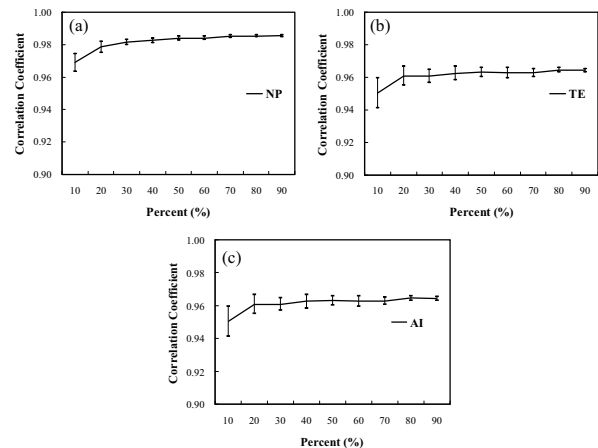 (a)
1.00
0.98
0.96
0.94
0.92
0.90
Correlation Coefficient
NP
10 20 30 40 50 60 70 80 90
Percent (%)
(b)
1.00
0.98
0.96
0.94
0.92
0.90
Correlation Coefficient
TE
10 20 30 40 50 60 70 80 90
Percent (%)
(c)
1.00
0.98
0.96
0.94
0.92
0.90
Correlation Coefficient
AI
10 20 30 40 50 60 70 80 90
Percent (%)